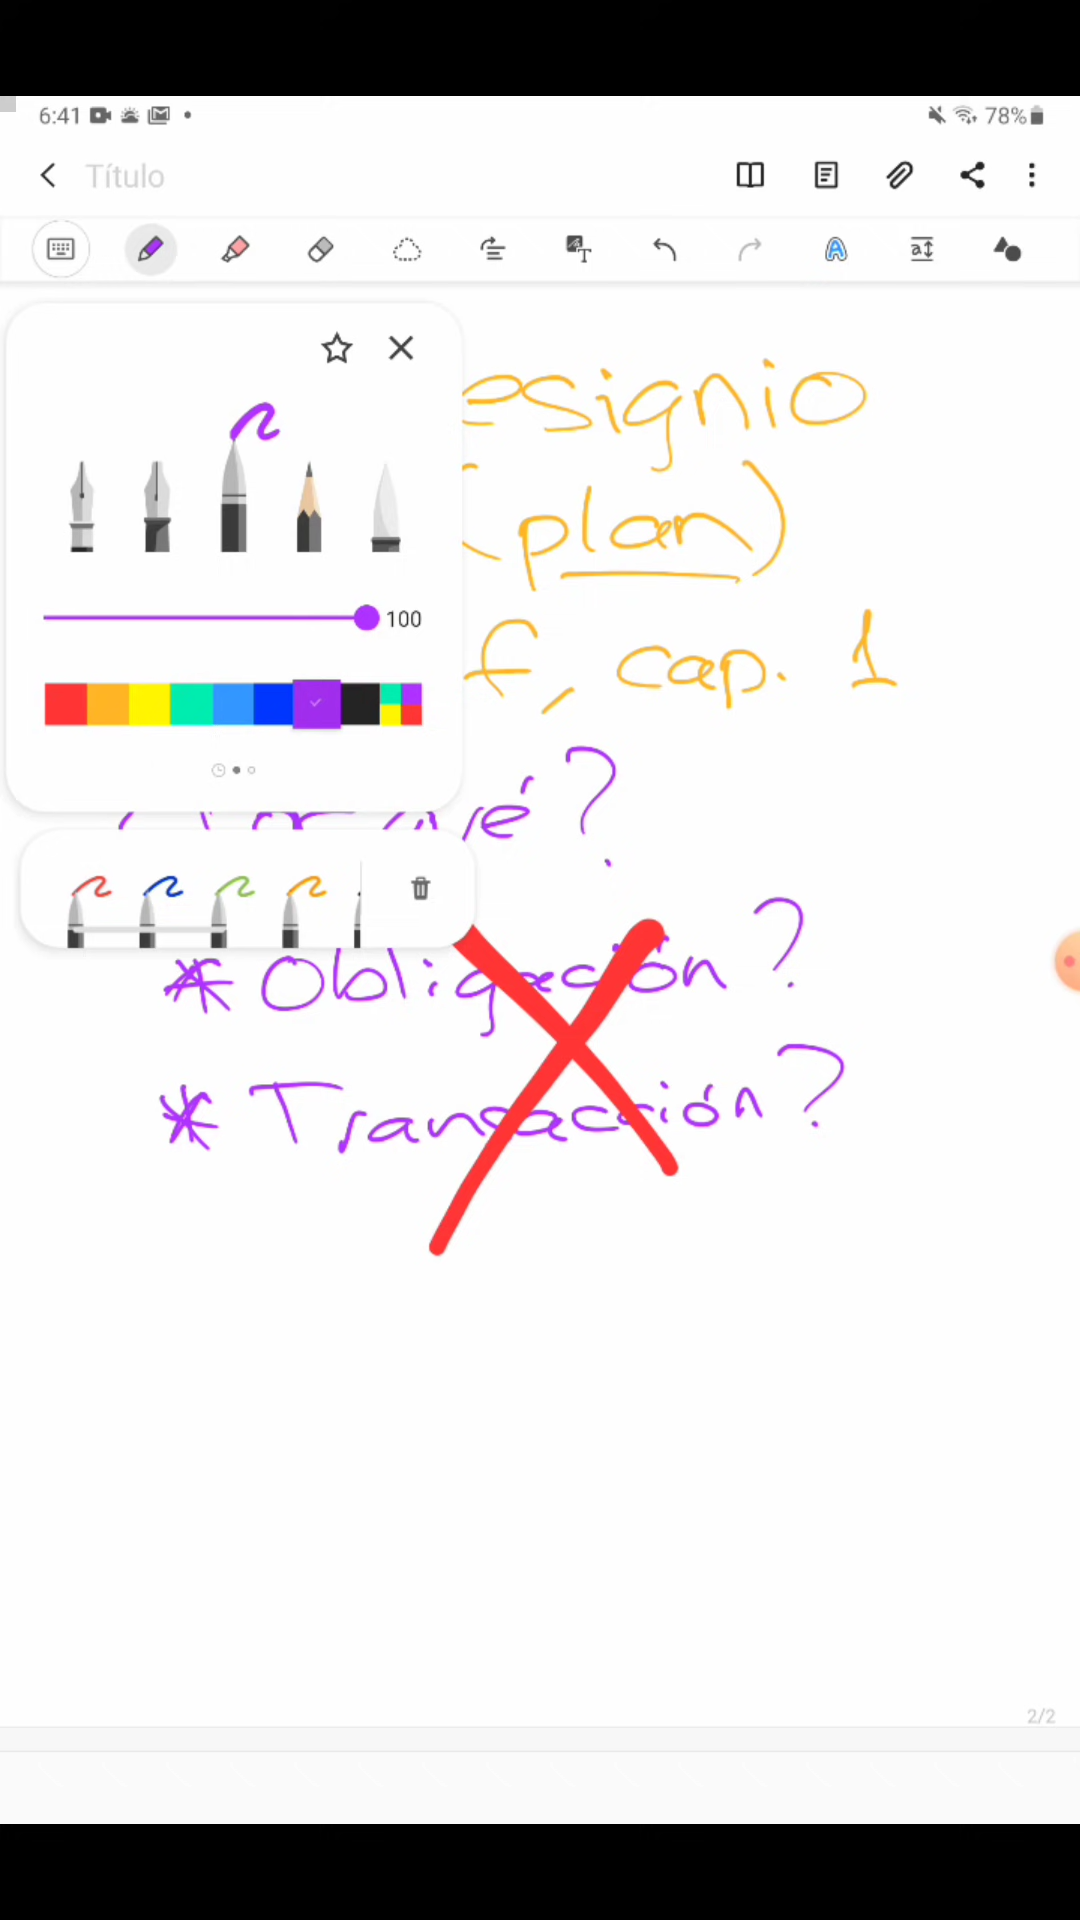 6:41 78%
Título
esignio
(plan)
100
f, cap. 1
é?
* Obligación?
* Transacción?
2/2